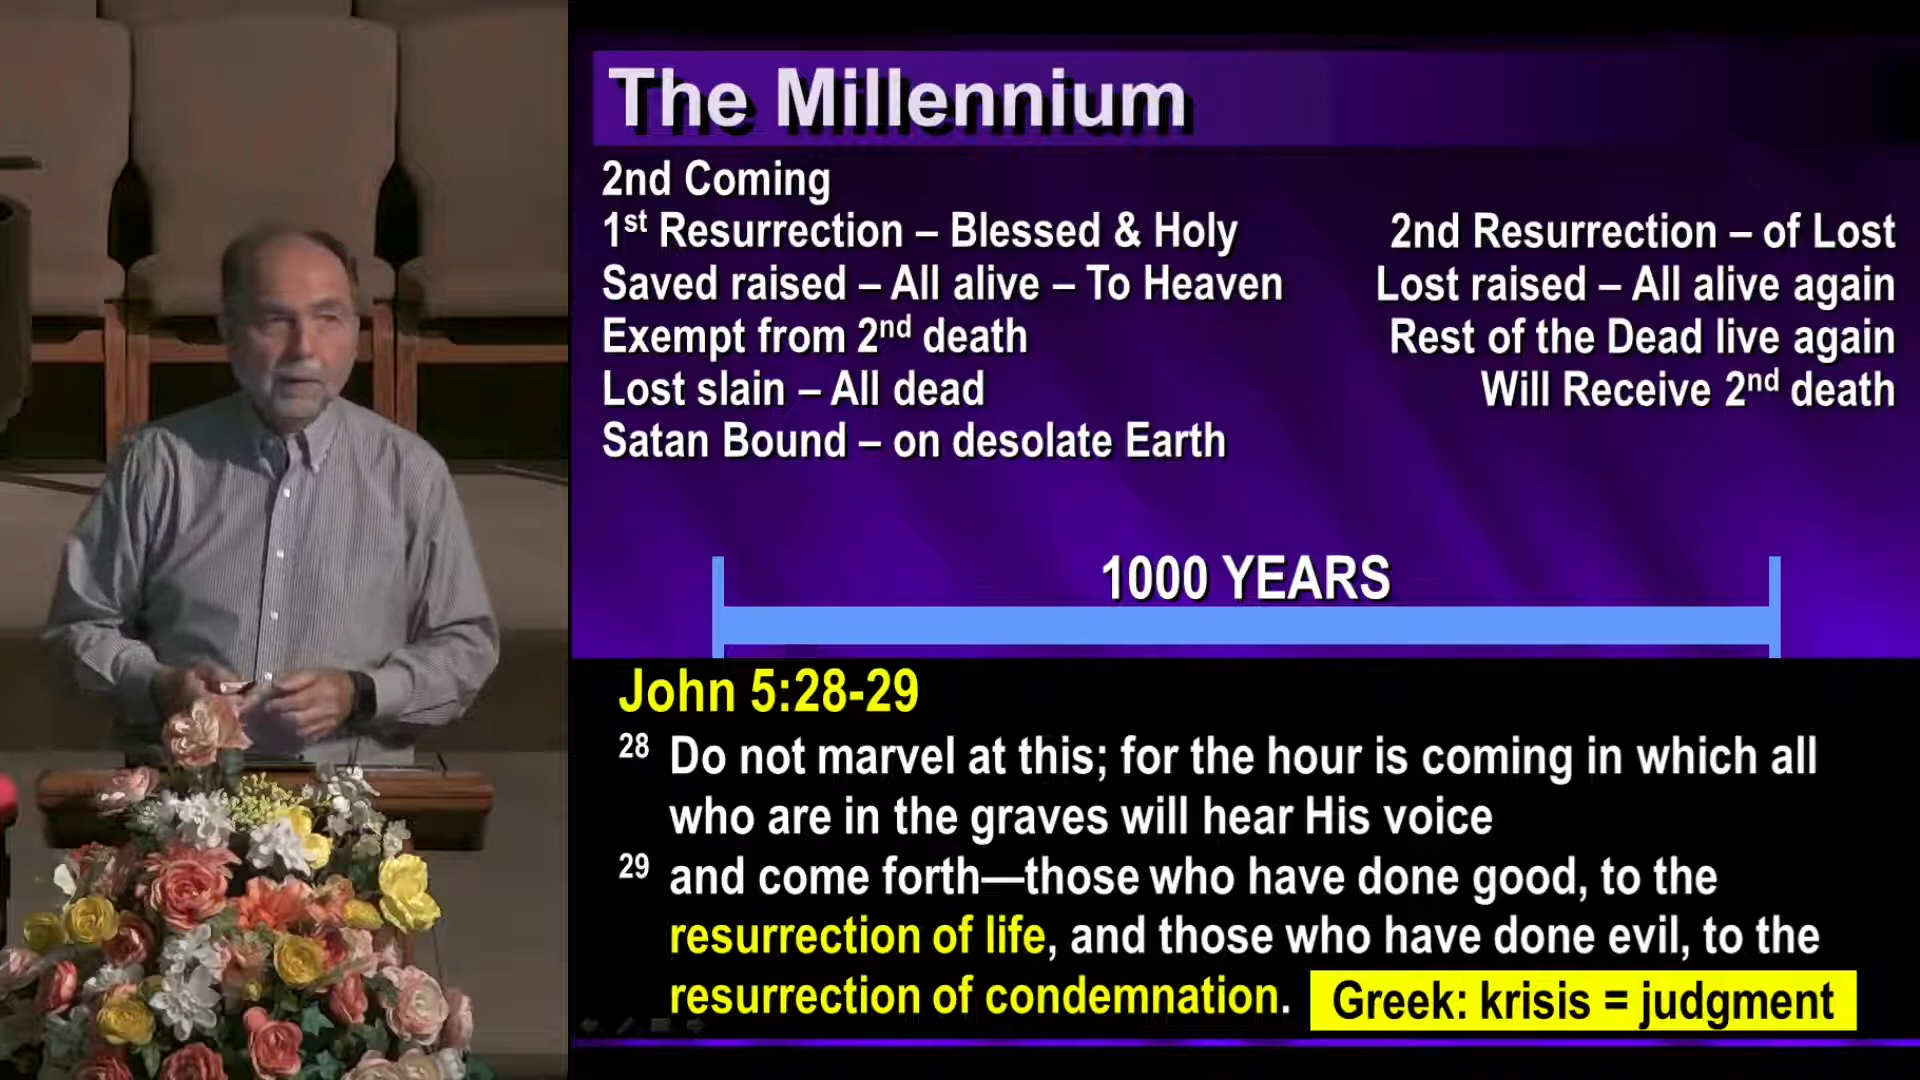 The Millennium
2nd Coming
1st Resurrection – Blessed & Holy
Saved raised – All alive – To Heaven
Exempt from 2nd death
Lost slain – All dead
Satan Bound – on desolate Earth
2nd Resurrection – of Lost
Lost raised – All alive again
Rest of the Dead live again
Will Receive 2nd death
1000 YEARS
John 5:28-29
28 Do not marvel at this; for the hour is coming in which all
who are in the graves will hear His voice
29 and come forth—those who have done good, to the
resurrection of life, and those who have done evil, to the
resurrection of condemnation.
Greek: krisis = judgment